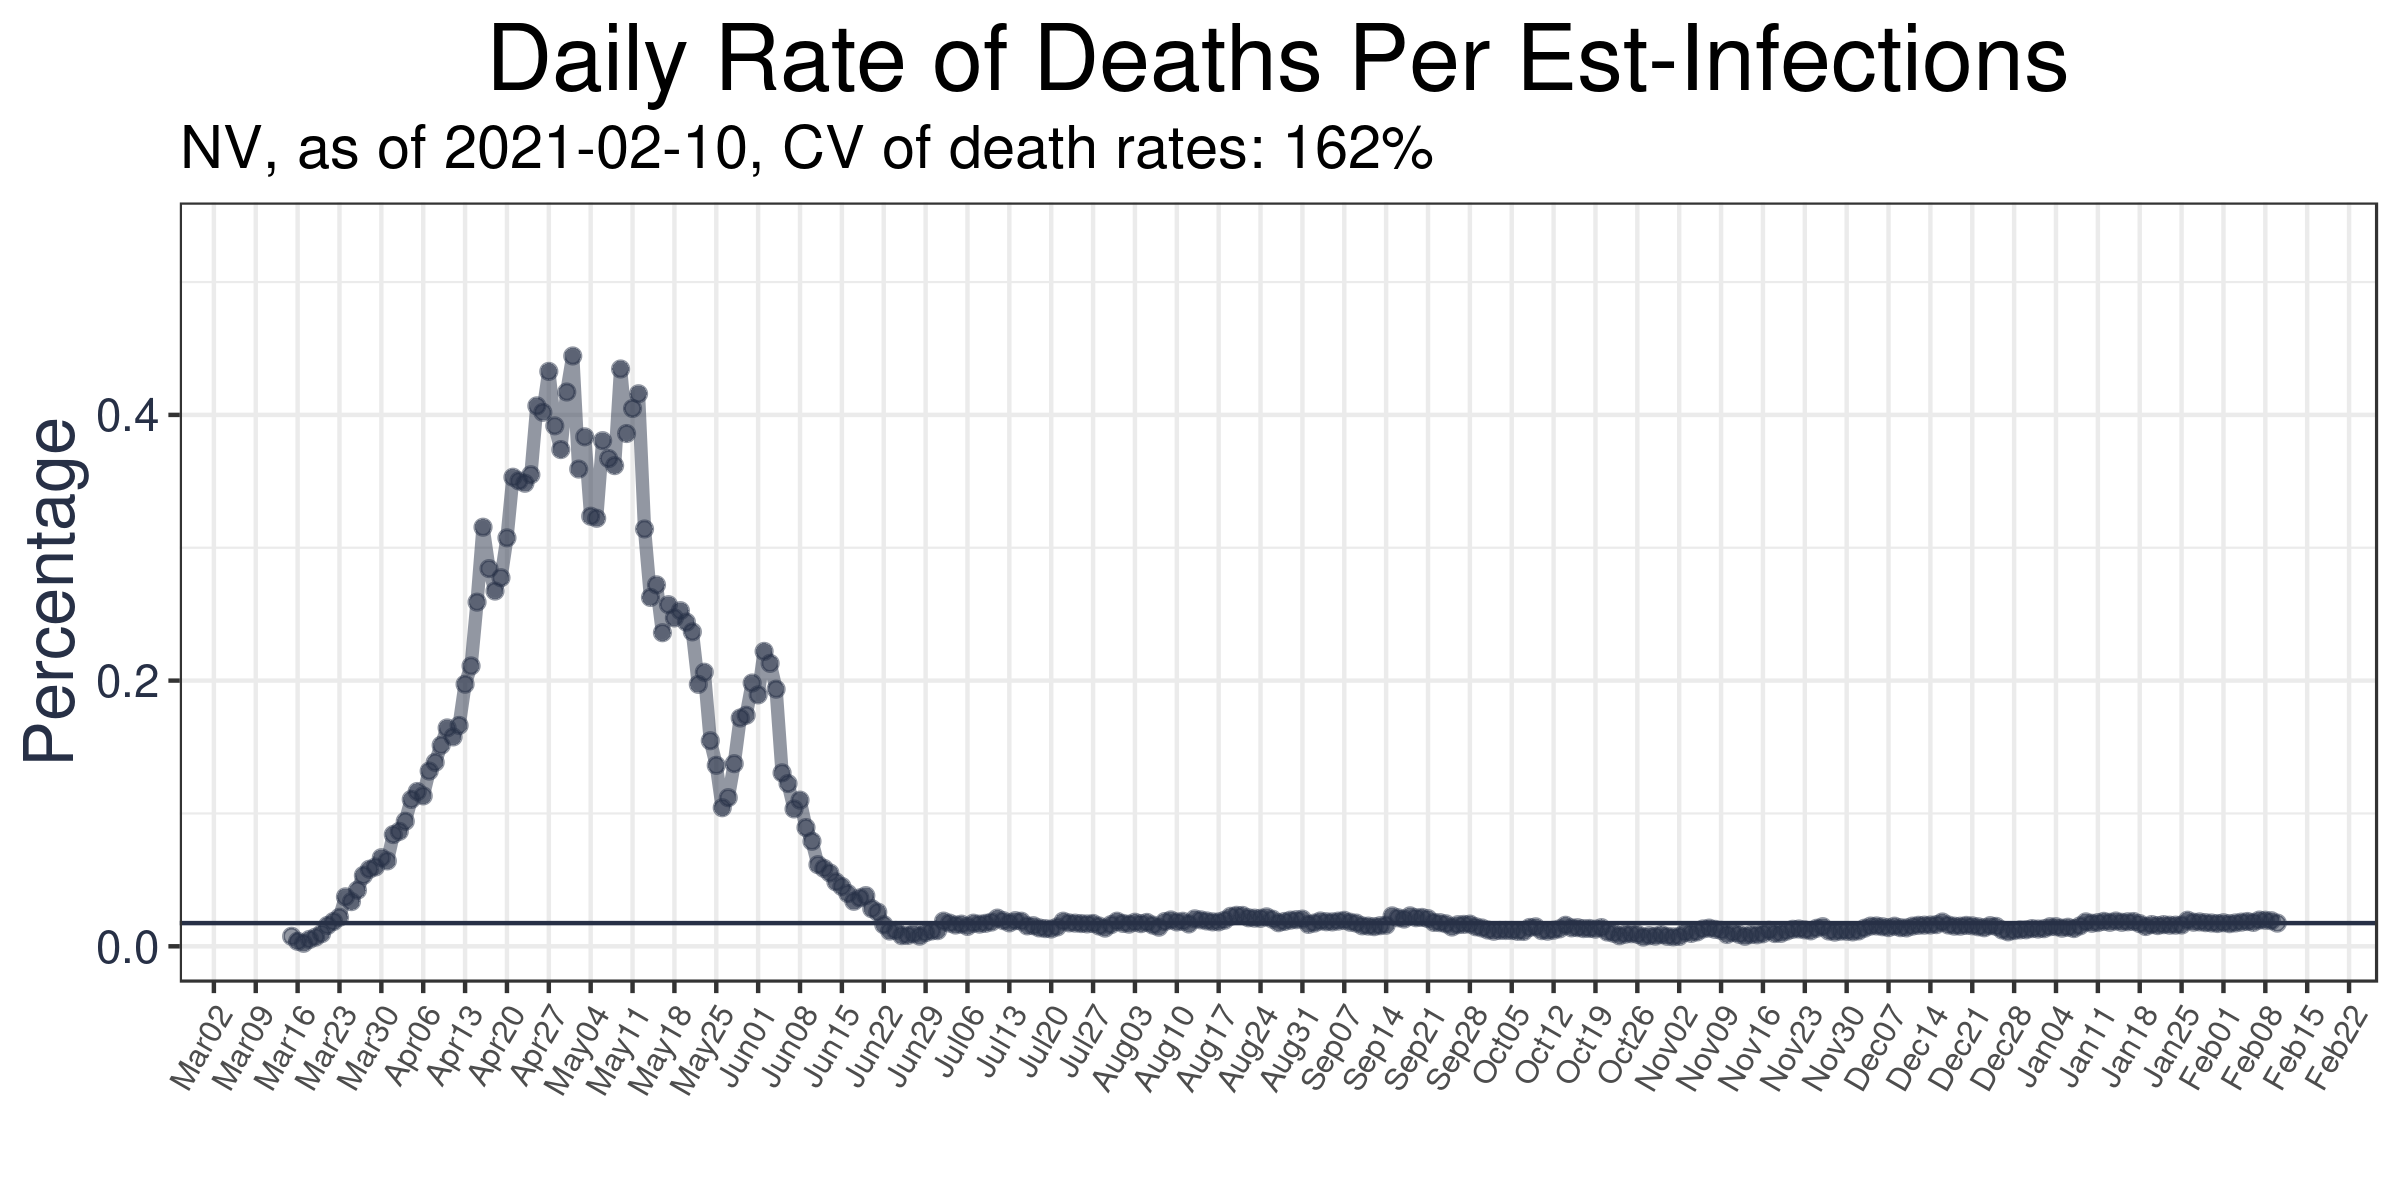 Daily Rate of Deaths Per Est-Infections
NV, as of 2021-02-10, CV of death rates: 162%
Percentage
0.4
0.2
0.0
Mar02
Mar09
Mar16
Mar23
Mar30
Apr06
Apr13
Apr20
Apr27
May04
May11
May18
May25
Jun01
Jun08
Jun15
Jun22
Jun29
Jul06
Jul13
Jul20
Jul27
Aug03
Aug10
Aug17
Aug24
Aug31
Sep07
Sep14
Sep21
Sep28
Oct05
Oct12
Oct19
Oct26
Nov02
Nov09
Nov16
Nov23
Nov30
Dec07
Dec14
Dec21
Dec28
Jan04
Jan11
Jan18
Jan25
Feb01
Feb08
Feb15
Feb22